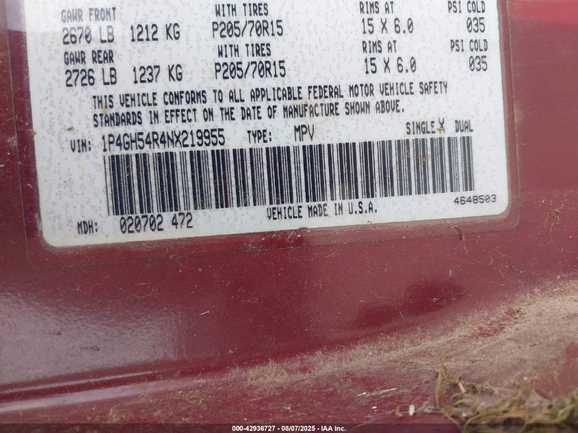 GAWR FRONT WITH TIRES RIMS AT PSI COLD
2670 LB 1212 KG P205/70R15 15 X 6.0 035
GAWR REAR WITH TIRES RIMS AT PSI COLD
2726 LB 1237 KG P205/70R15 15 X 6.0 035
THIS VEHICLE CONFORMS TO ALL APPLICABLE FEDERAL MOTOR VEHICLE SAFETY
STANDARDS IN EFFECT ON THE DATE OF MANUFACTURE SHOWN ABOVE.
VIN: 1P4GH54R4NX219955 TYPE: MPV SINGLE X DUAL
MDH: 020702 472 VEHICLE MADE IN U.S.A. 4648503
000-42936727 - 08/07/2025 - IAA Inc.